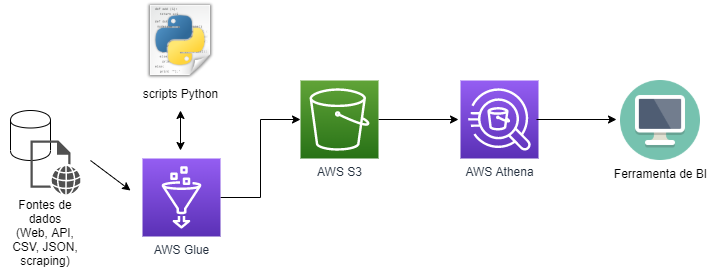 scripts Python
Fontes de
dados
(Web, API,
CSV, JSON,
scraping)
AWS Glue
AWS S3
AWS Athena
Ferramenta de BI